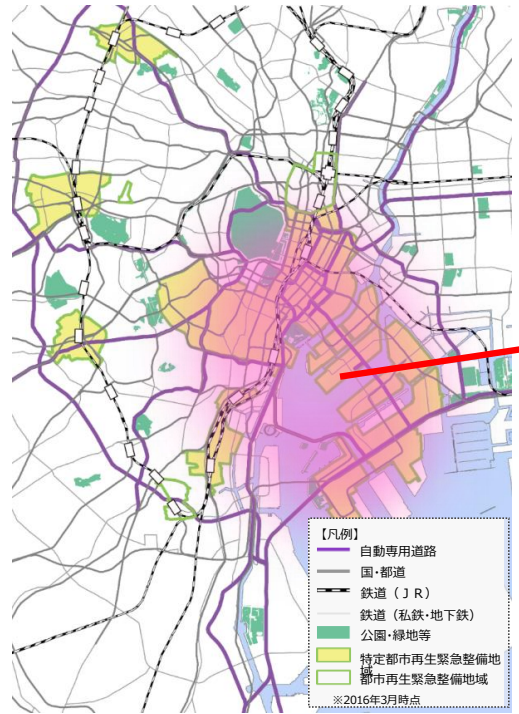 【凡例】
自動専用道路
国・都道
鉄道（ＪＲ）
鉄道（私鉄・地下鉄）
公園・緑地等
特定都市再生緊急整備地域
都市再生緊急整備地域
※2016年3月時点